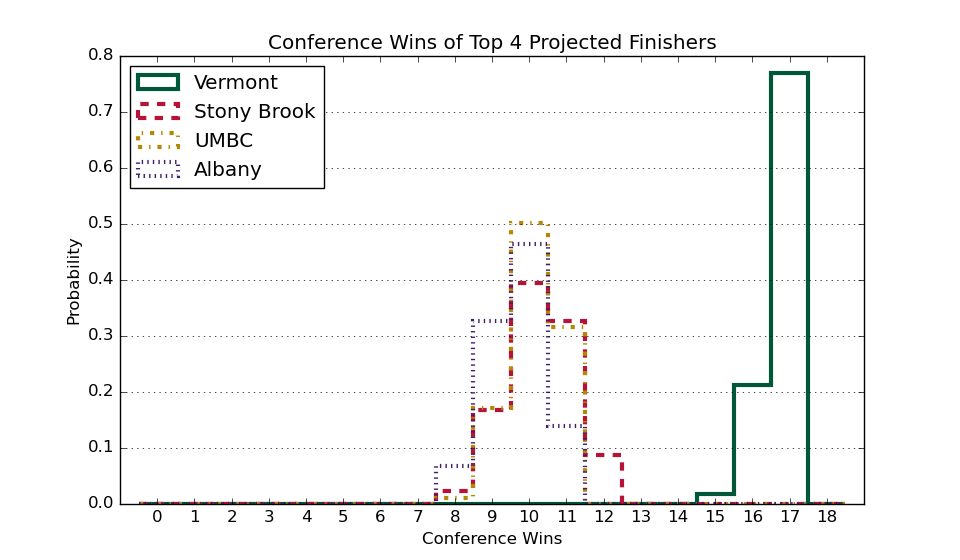 Conference Wins of Top 4 Projected Finishers
0.8
0.7
0.6
0.5
0.4
0.3
0.2
0.1
0.0
Probability
Vermont
Stony Brook
UMBC
Albany
0 1 2 3 4 5 6 7 8 9 10 11 12 13 14 15 16 17 18
Conference Wins